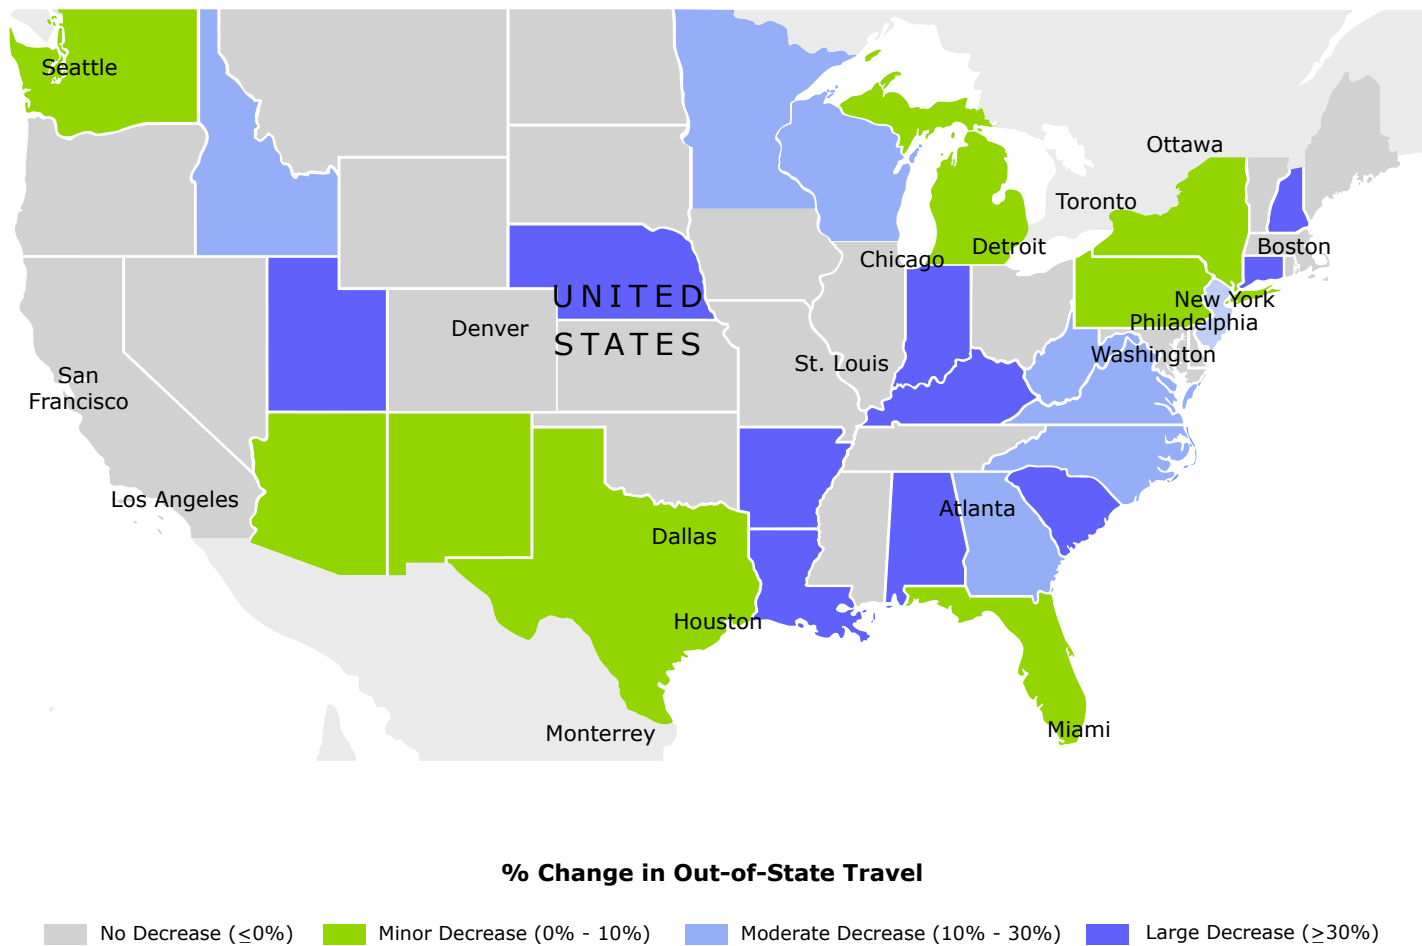 Seattle
Ottawa
Toronto
Detroit
Boston
Chicago
UNITED
New York
Philadelphia
Denver
STATES
Washington
St. Louis
San
Francisco
Los Angeles
Atlanta
Dallas
Houston
Miami
Monterrey
% Change in Out-of-State Travel
No Decrease (≤0%)
Minor Decrease (0% - 10%)
Moderate Decrease (10% - 30%)
Large Decrease (≥30%)